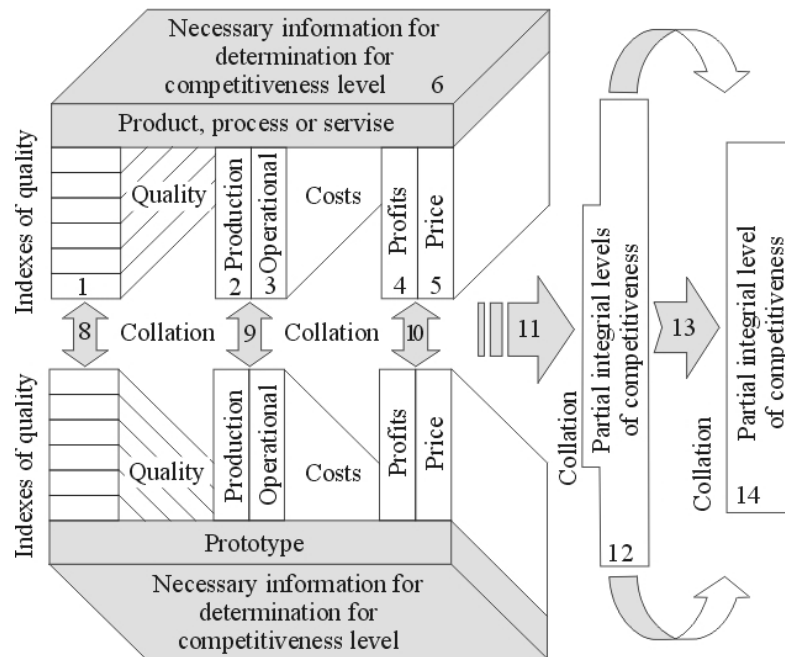 Necessary information for
determination for
competitiveness level 6
Product, process or servise
Indexes of quality
Quality
Production
Operational
Costs
Profits
Price
1
2
3
4
5
8
Collation
9
Collation
10
11
Collation
Partial integral levels
of competitiveness
12
13
Collation
Partial integral level
of competitiveness
14
Indexes of quality
Quality
Production
Operational
Costs
Profits
Price
Prototype
Necessary information for
determination for
competitiveness level